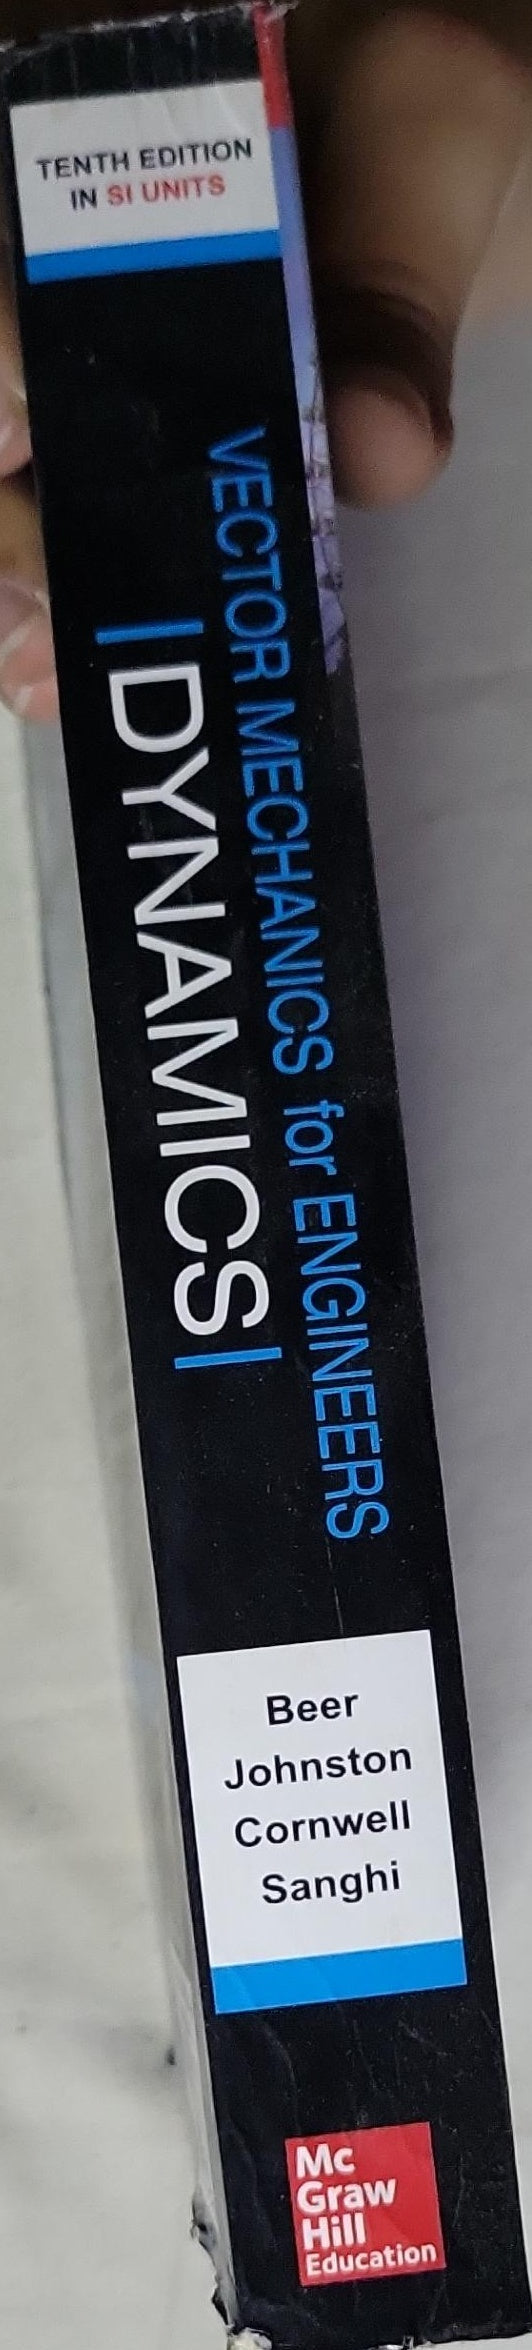 TENTH EDITION
IN SI UNITS
VECTOR MECHANICS for ENGINEERS
DYNAMICS
Beer
Johnston
Cornwell
Sanghi
Mc
Graw
Hill
Education